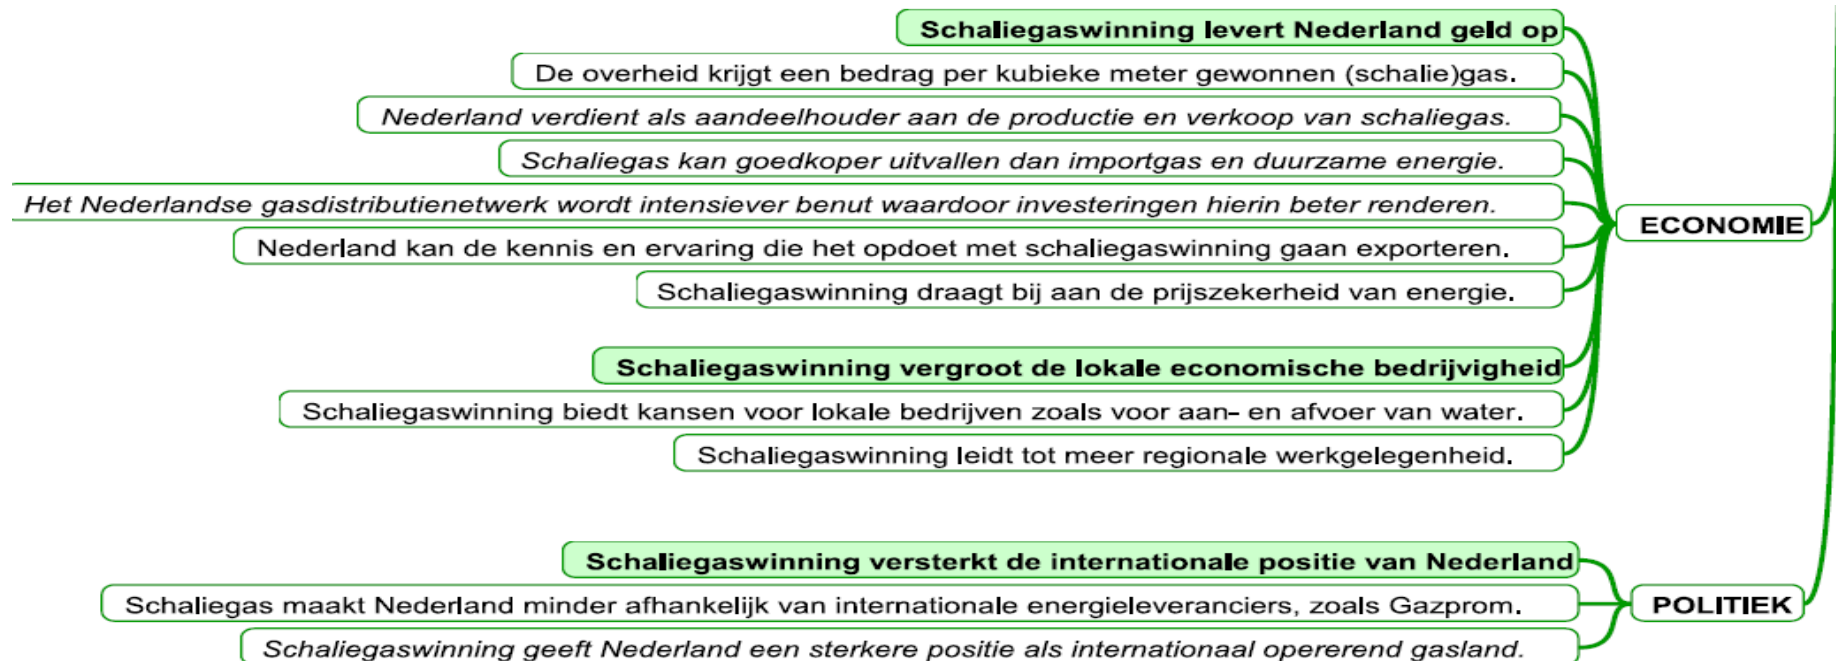 Schaliegaswinning levert Nederland geld op
De overheid krijgt een bedrag per kubieke meter gewonnen (schalie)gas.
Nederland verdient als aandeelhouder aan de productie en verkoop van schaliegas.
Schaliegas kan goedkoper uitvallen dan importgas en duurzame energie.
Het Nederlandse gasdistributienetwerk wordt intensiever benut waardoor investeringen hierin beter renderen.
Nederland kan de kennis en ervaring die het opdoet met schaliegaswinning gaan exporteren.
Schaliegaswinning draagt bij aan de prijszekerheid van energie.
Schaliegaswinning vergroot de lokale economische bedrijvigheid
Schaliegaswinning biedt kansen voor lokale bedrijven zoals voor aan- en afvoer van water.
Schaliegaswinning leidt tot meer regionale werkgelegenheid.
ECONOMIE
Schaliegaswinning versterkt de internationale positie van Nederland
Schaliegas maakt Nederland minder afhankelijk van internationale energieleveranciers, zoals Gazprom.
Schaliegaswinning geeft Nederland een sterkere positie als internationaal opererend gasland.
POLITIEK